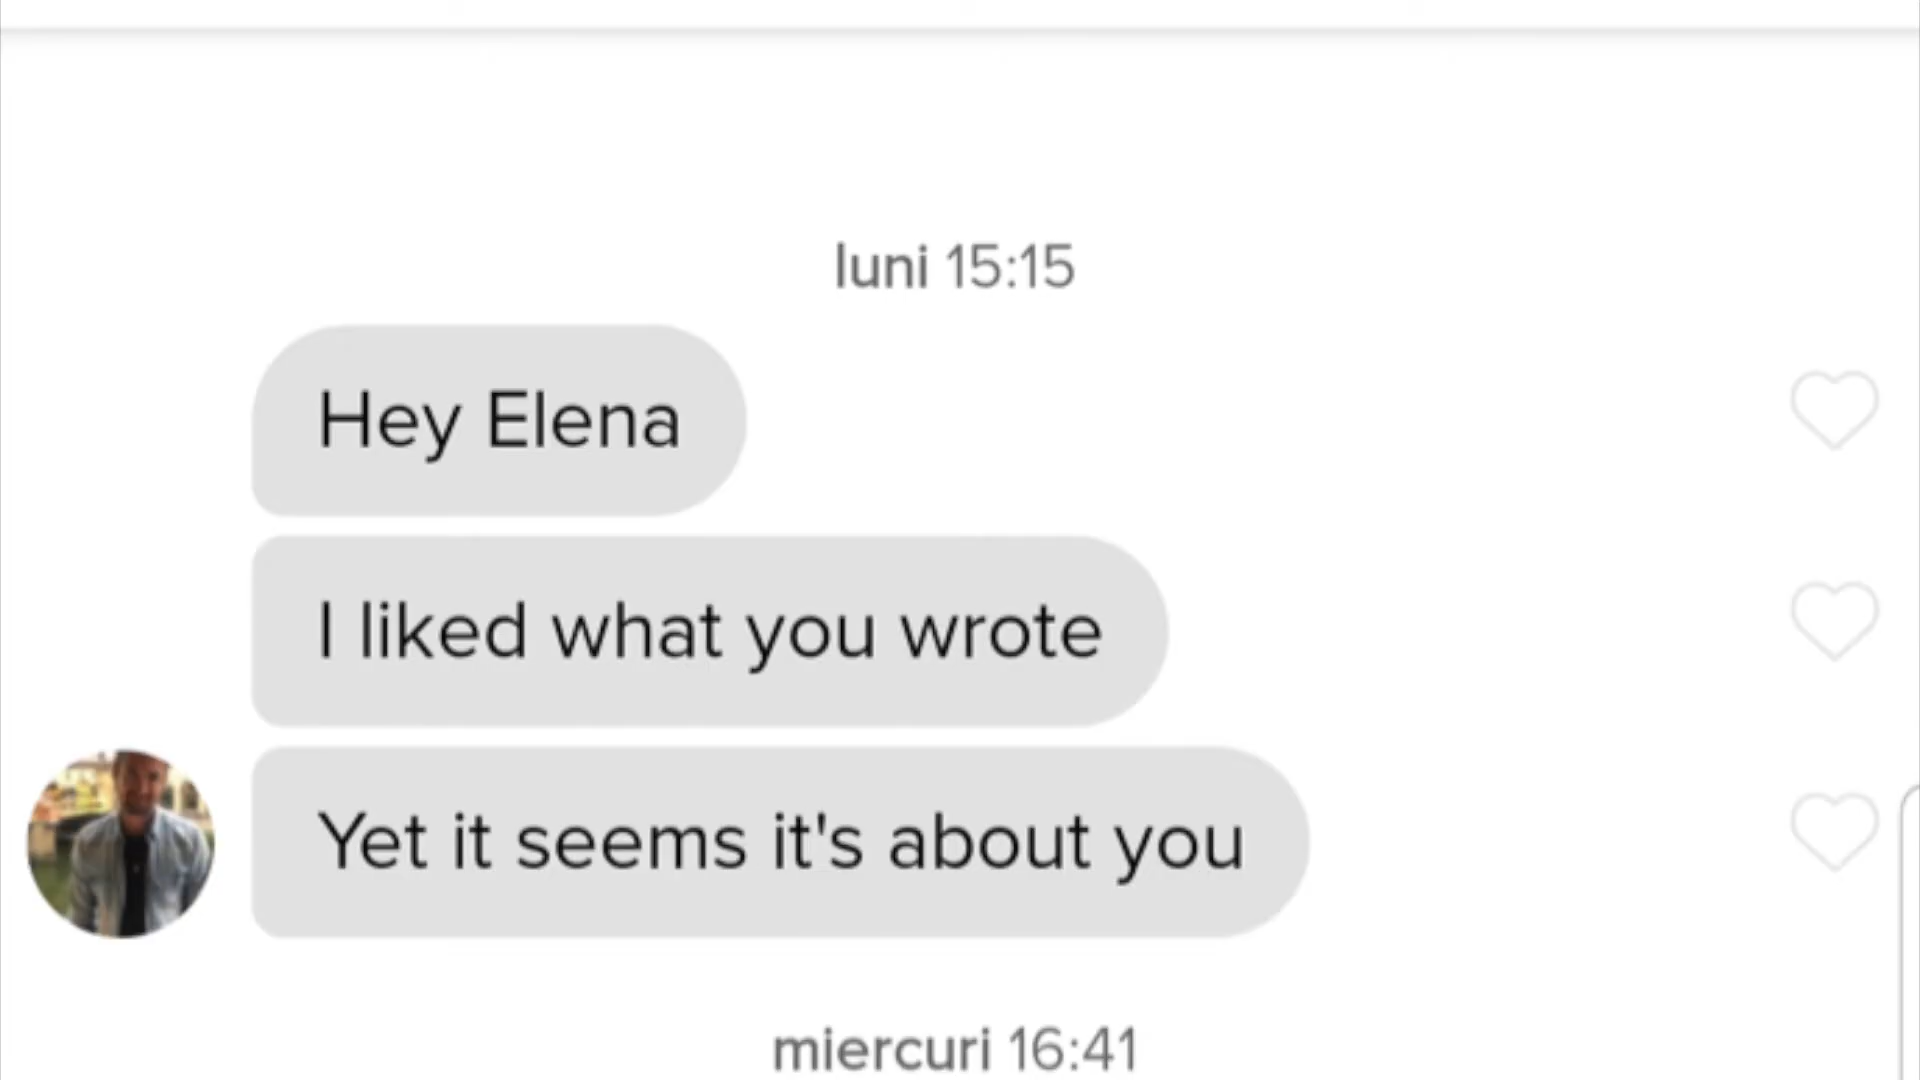 luni 15:15
Hey Elena
I liked what you wrote
Yet it seems it's about you
miercuri 16:41